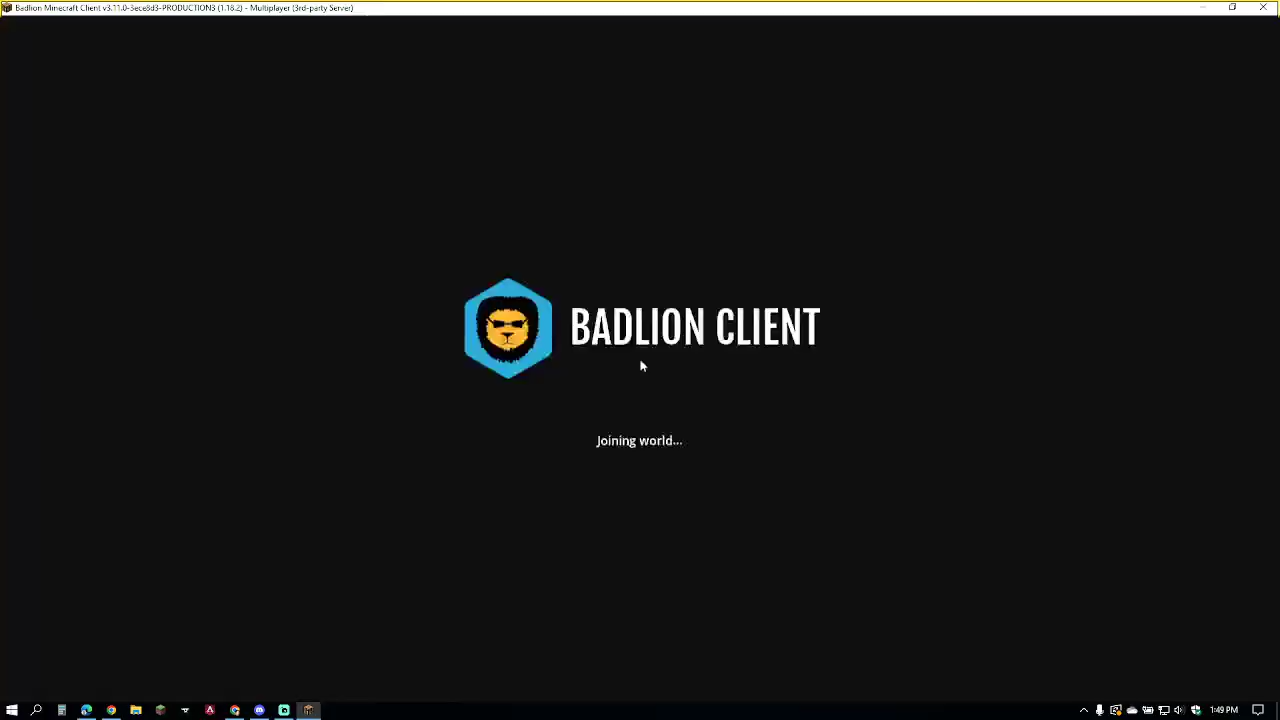 Badlion Minecraft Client v3.11.0-5ece8d3-PRODUCTION3 (1.18.2) - Multiplayer (3rd-party Server)
BADLION CLIENT
Joining world...
1:49 PM